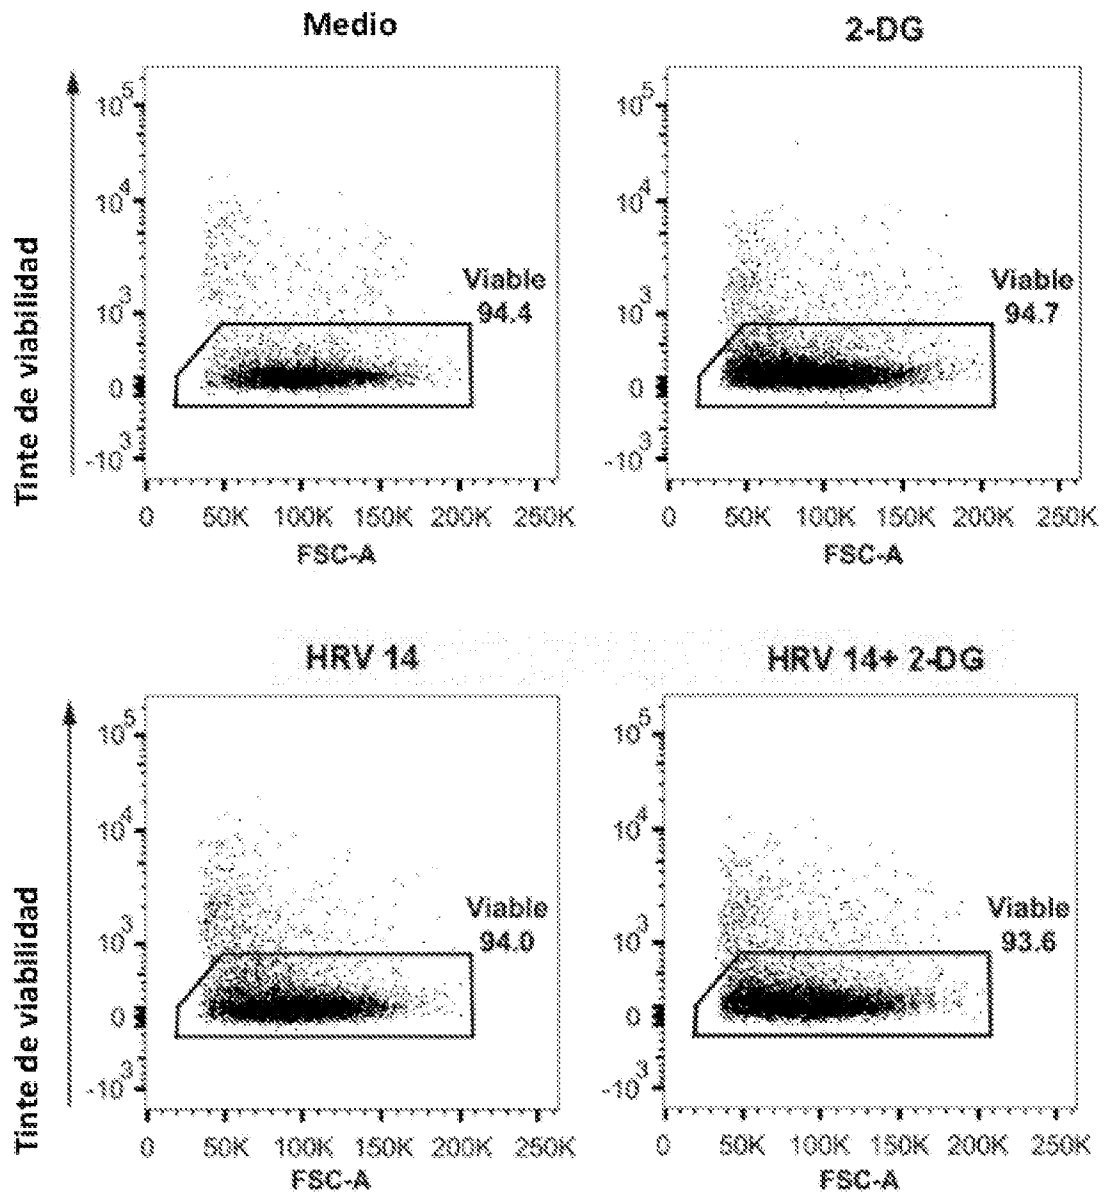 Medio
2-DG
Tinte de viabilidad
10^5
10^4
10^3
0
-10^3
Viable
94.4
0 50K 100K 150K 200K 250K
FSC-A
10^5
10^4
10^3
0
-10^3
Viable
94.7
0 50K 100K 150K 200K 250K
FSC-A
HRV 14
HRV 14+ 2-DG
Tinte de viabilidad
10^5
10^4
10^3
0
-10^3
Viable
94.0
0 50K 100K 150K 200K 250K
FSC-A
10^5
10^4
10^3
0
-10^3
Viable
93.6
0 50K 100K 150K 200K 250K
FSC-A